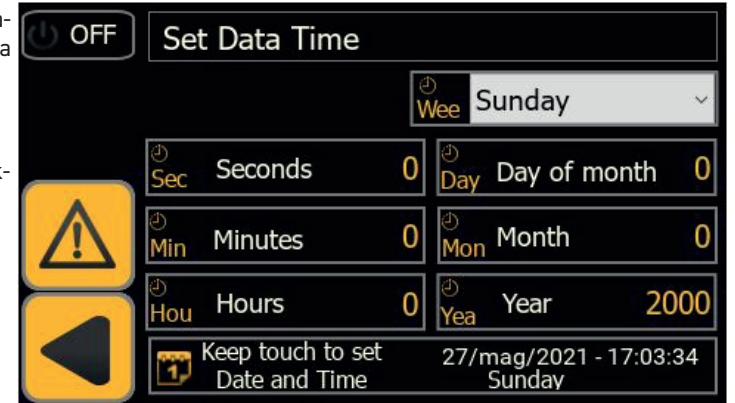 OFF
Set Data Time
Wee Sunday
Sec Seconds 0
Day Day of month 0
Min Minutes 0
Mon Month 0
Hou Hours 0
Yea Year 2000
1
Keep touch to set
Date and Time
27/mag/2021 - 17:03:34
Sunday